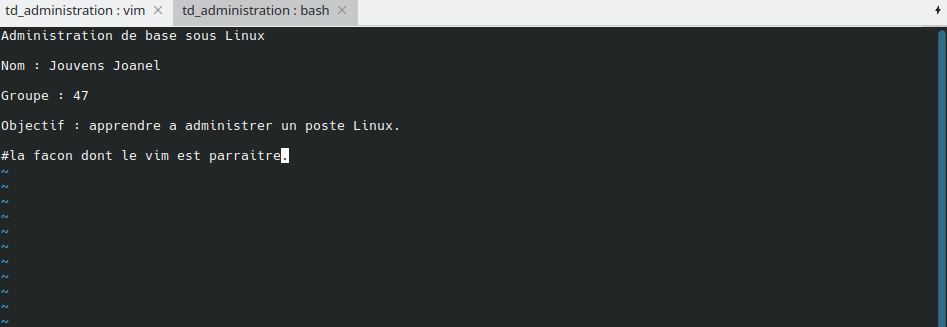 td_administration : vim
td_administration : bash
Administration de base sous Linux
Nom : Jouvens Joanel
Groupe : 47
Objectif : apprendre a administrer un poste Linux.
#la facon dont le vim est parraitre.
~
~
~
~
~
~
~
~
~
~
~